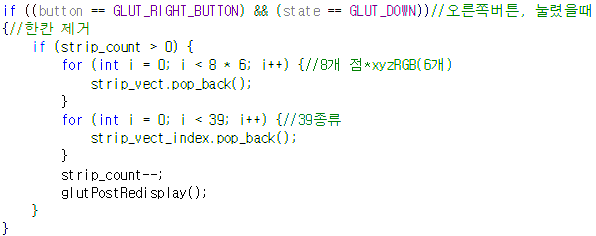 if ((button == GLUT_RIGHT_BUTTON) && (state == GLUT_DOWN))//오른쪽버튼, 눌렸을때
{//한칸 제거
    if (strip_count > 0) {
        for (int i = 0; i < 8 * 6; i++) {//8개 점*xyzRGB(6개)
            strip_vect.pop_back();
        }
        for (int i = 0; i < 39; i++) {//39종류
            strip_vect_index.pop_back();
        }
        strip_count--;
        glutPostRedisplay();
    }
}